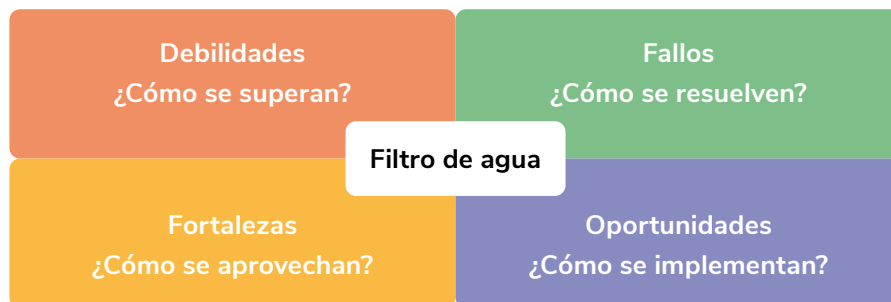 Debilidades
¿Cómo se superan?
Fallos
¿Cómo se resuelven?
Filtro de agua
Fortalezas
¿Cómo se aprovechan?
Oportunidades
¿Cómo se implementan?